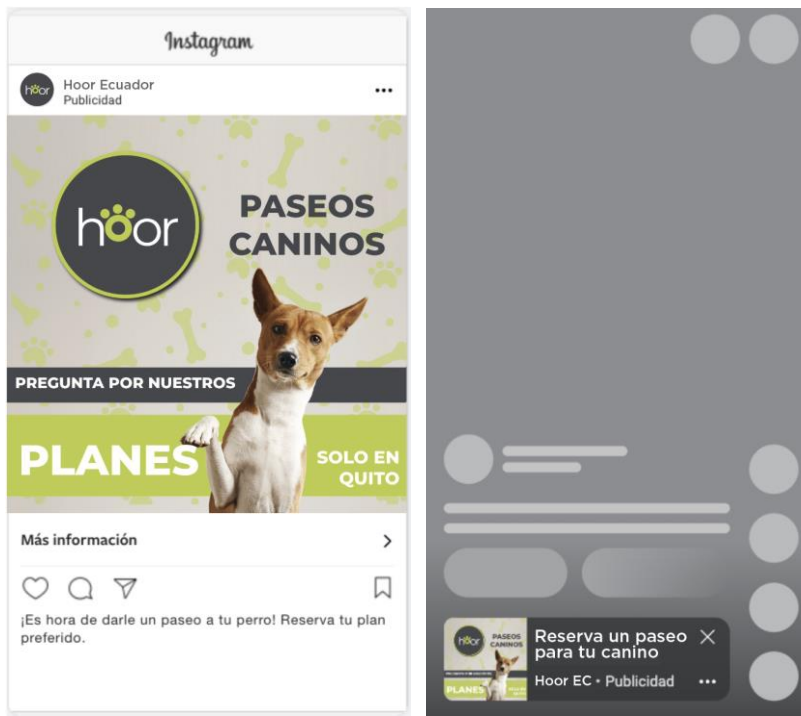 Instagram
hoor
Hoor Ecuador
Publicidad
hoor
PASEOS
CANINOS
PREGUNTA POR NUESTROS
PLANES
SOLO EN
QUITO
Más información
¡Es hora de darle un paseo a tu perro! Reserva tu plan
preferido.
hoor
PASEOS
CANINOS
PLANES
Reserva un paseo
para tu canino
Hoor EC • Publicidad